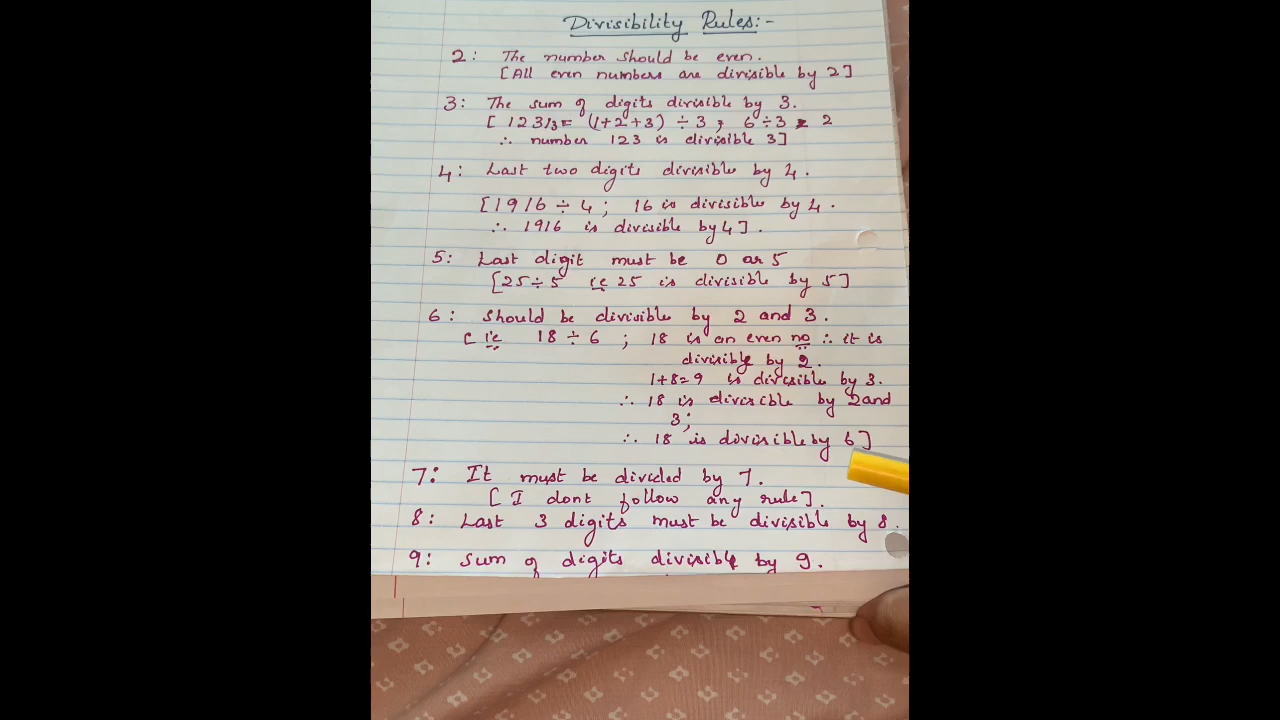 Divisibility Rules:-
2: The number should be even.
[All even numbers are divisible by 2]
3: The sum of digits divisible by 3.
[ 123/3= (1+2+3) ÷ 3, 6÷3 = 2
∴ number 123 is divisible 3]
4: Last two digits divisible by 4.
[1916 ÷ 4; 16 is divisible by 4.
∴ 1916 is divisible by 4].
5: Last digit must be 0 or 5
[25÷5 ie 25 is divisible by 5]
6: Should be divisible by 2 and 3.
[ ie 18 ÷ 6 ; 18 is an even no ∴ it is
divisible by 2.
1+8=9 is divisible by 3.
∴ 18 is divisible by 2 and
3;
∴ 18 is divisible by 6]
7: It must be divided by 7.
[ I dont follow any rule].
8: Last 3 digits must be divisible by 8.
9: Sum of digits divisible by 9.